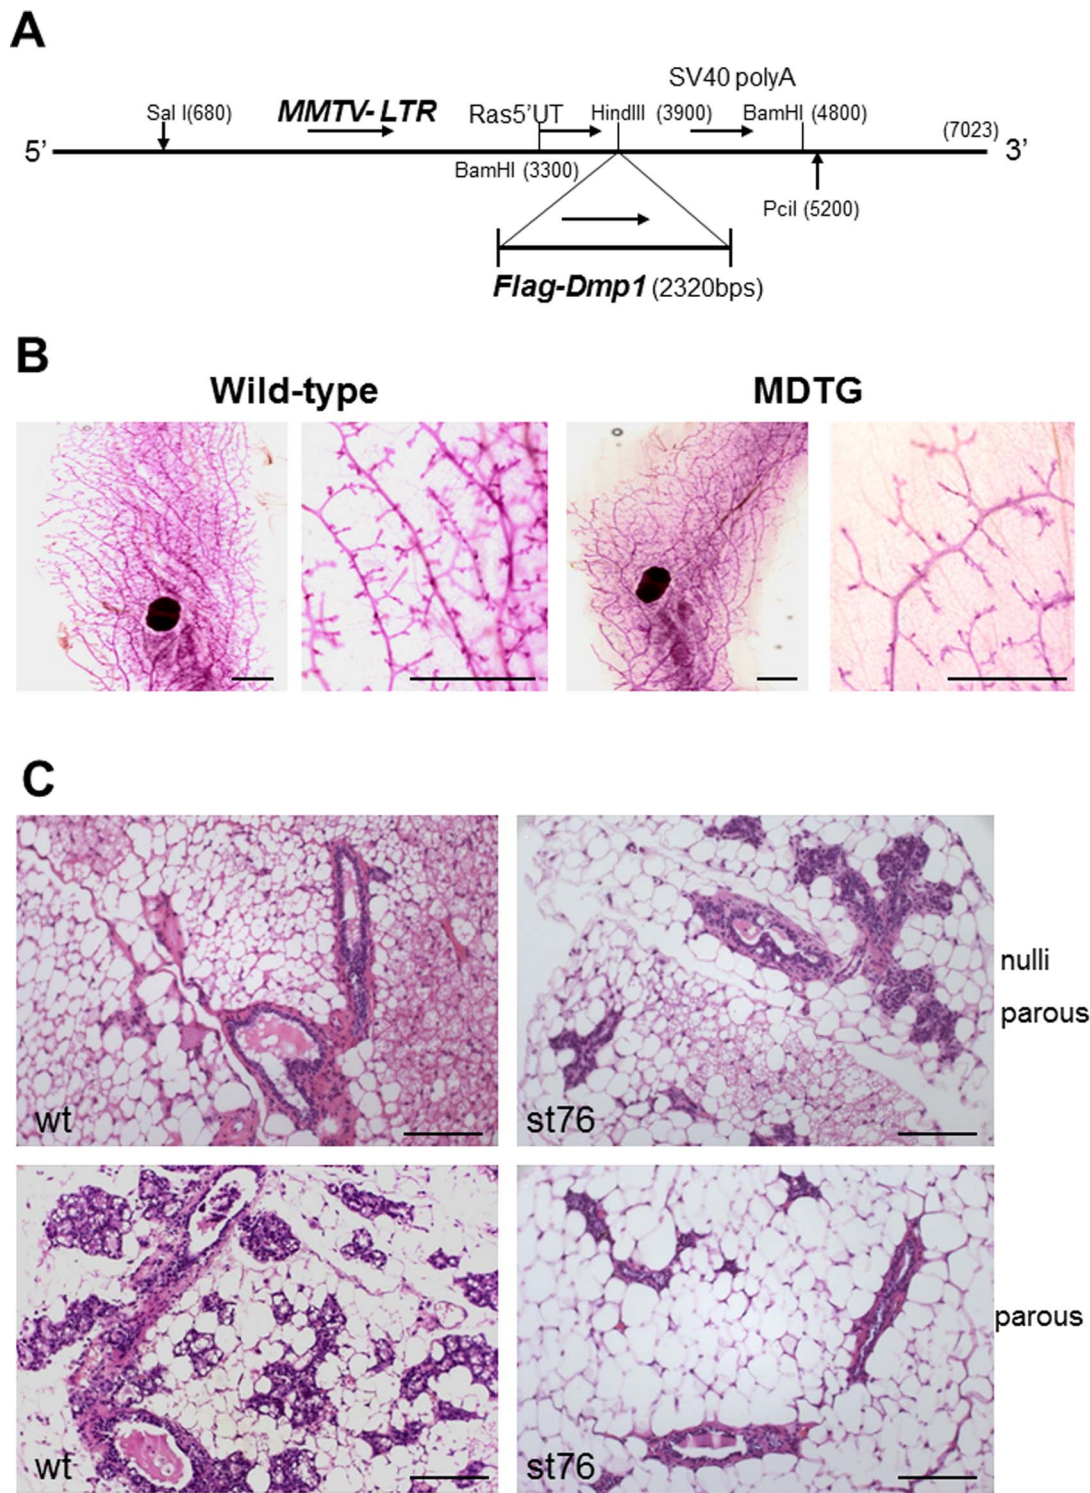 A
SV40 polyA
Sal I(680) MMTV-LTR Ras5’UT HindIII (3900) BamHI (4800)
(7023)
5’ 3’
BamHI (3300)
PciI (5200)
Flag-Dmp1 (2320bps)
B
Wild-type MDTG
C
nulli
parous
wt st76
parous
wt st76